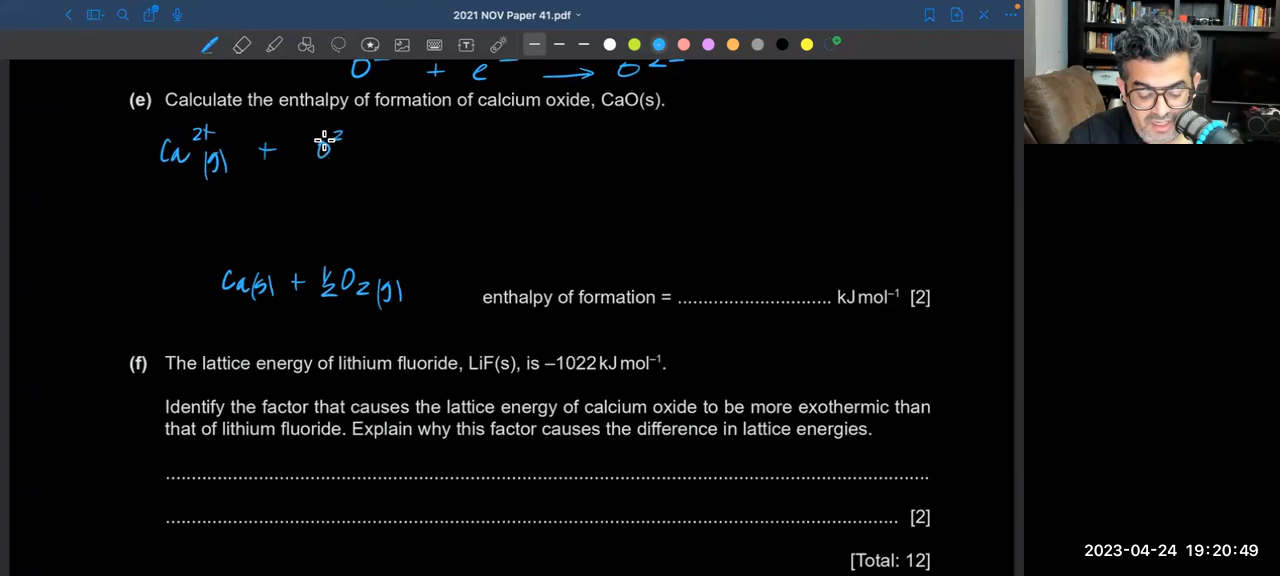 2021 NOV Paper 41.pdf
O⁻ + e⁻ → O²⁻
(e) Calculate the enthalpy of formation of calcium oxide, CaO(s).
Ca²⁺(g) + O²
Ca(s) + ½O₂(g)
enthalpy of formation = .............................. kJ mol⁻¹ [2]
(f) The lattice energy of lithium fluoride, LiF(s), is –1022 kJ mol⁻¹.
Identify the factor that causes the lattice energy of calcium oxide to be more exothermic than
that of lithium fluoride. Explain why this factor causes the difference in lattice energies.
[2]
[Total: 12]
2023-04-24 19:20:49